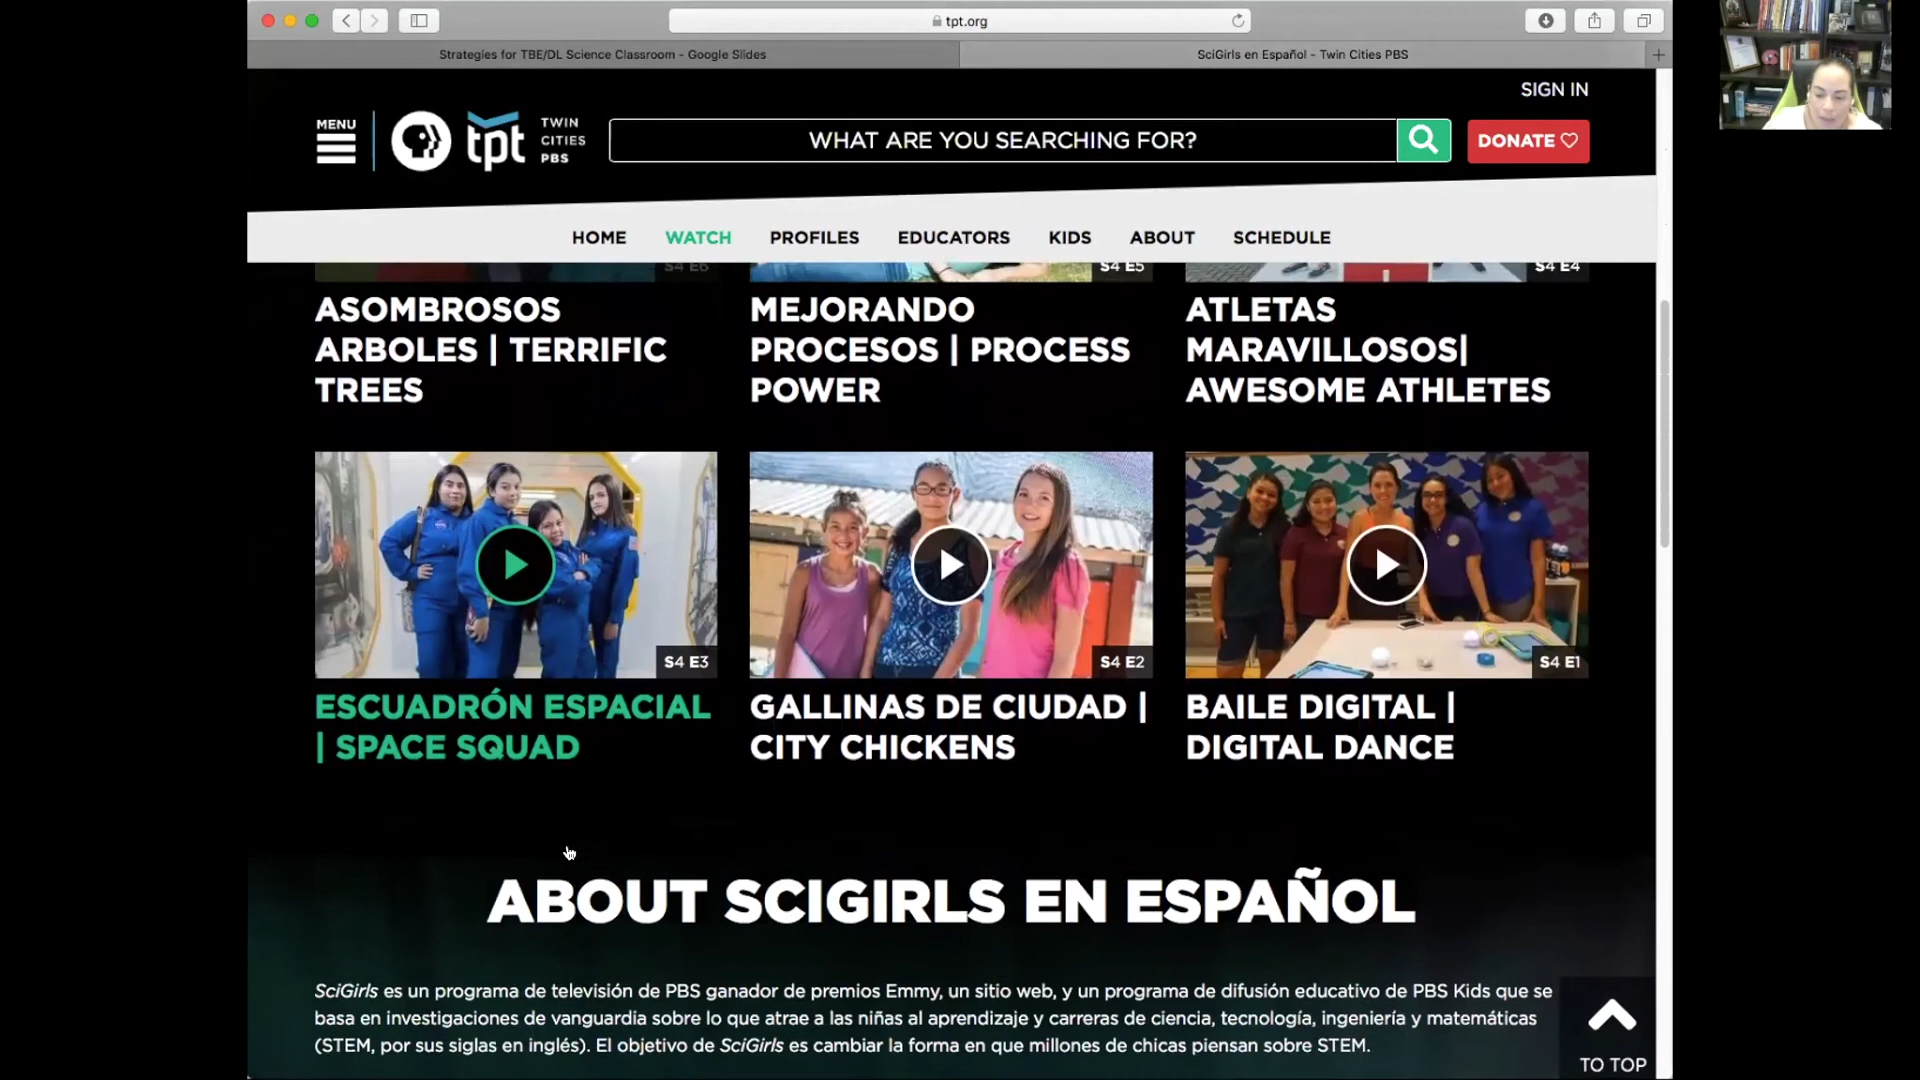 tpt.org
Strategies for TBE/DL Science Classroom - Google Slides
SciGirls en Español - Twin Cities PBS
SIGN IN
MENU
tpt
TWIN
CITIES
PBS
WHAT ARE YOU SEARCHING FOR?
DONATE
HOME
WATCH
PROFILES
EDUCATORS
KIDS
ABOUT
SCHEDULE
S4 E6
S4 E5
S4 E4
ASOMBROSOS
ARBOLES | TERRIFIC
TREES
MEJORANDO
PROCESOS | PROCESS
POWER
ATLETAS
MARAVILLOSOS|
AWESOME ATHLETES
S4 E3
S4 E2
S4 E1
ESCUADRÓN ESPACIAL
| SPACE SQUAD
GALLINAS DE CIUDAD |
CITY CHICKENS
BAILE DIGITAL |
DIGITAL DANCE
ABOUT SCIGIRLS EN ESPAÑOL
SciGirls es un programa de televisión de PBS ganador de premios Emmy, un sitio web, y un programa de difusión educativo de PBS Kids que se
basa en investigaciones de vanguardia sobre lo que atrae a las niñas al aprendizaje y carreras de ciencia, tecnología, ingeniería y matemáticas
(STEM, por sus siglas en inglés). El objetivo de SciGirls es cambiar la forma en que millones de chicas piensan sobre STEM.
TO TOP